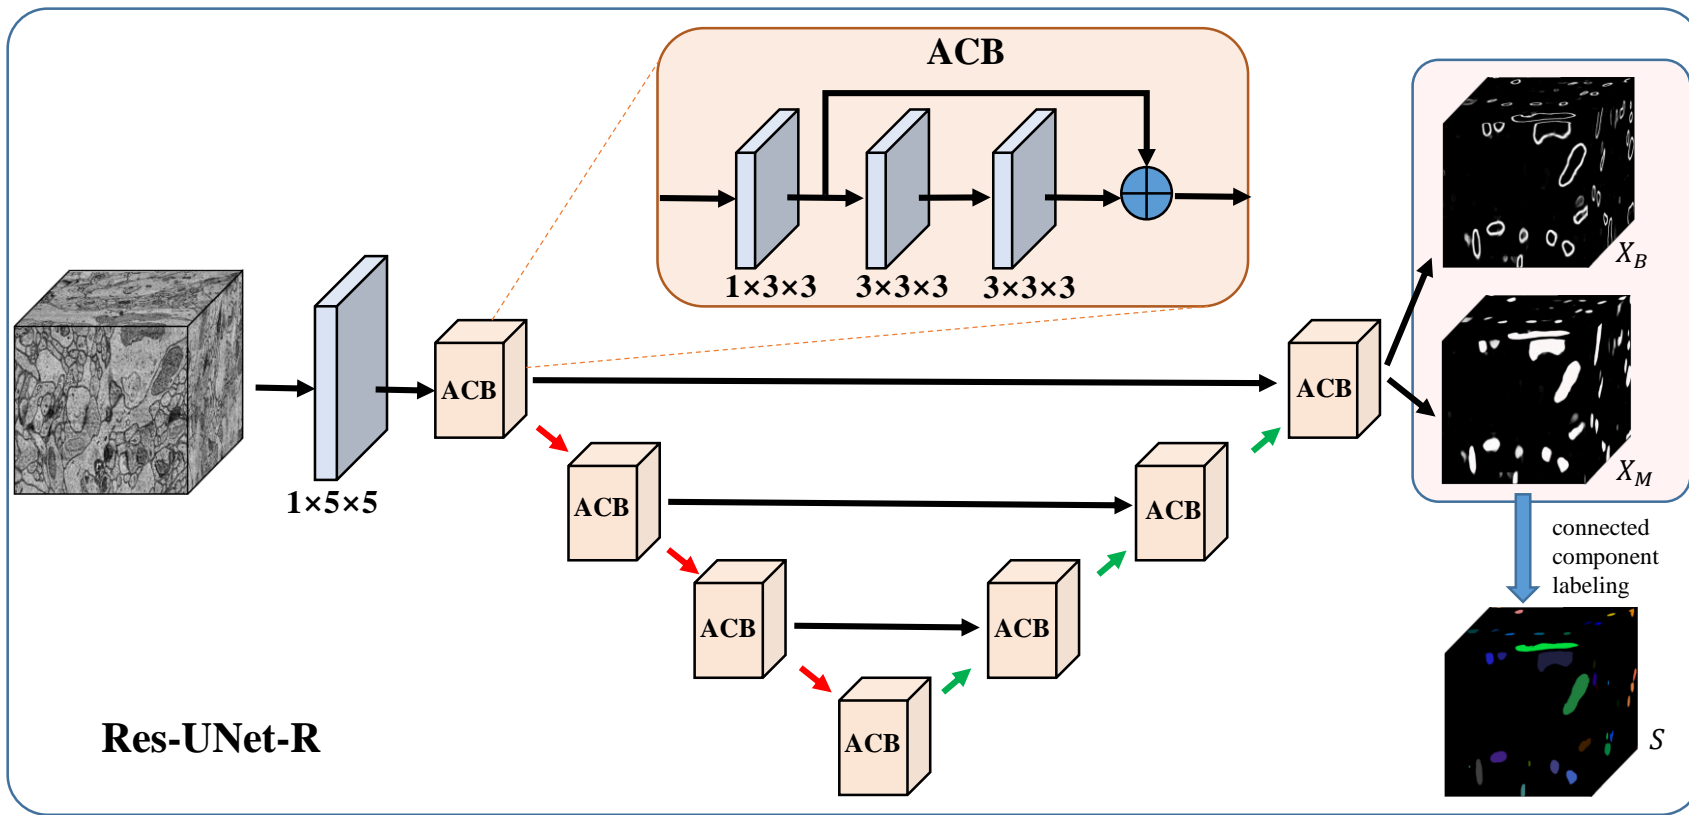 ACB
1×3×3
3×3×3
3×3×3
X_B
1×5×5
ACB
ACB
X_M
ACB
ACB
connected
component
labeling
ACB
ACB
ACB
Res-UNet-R
S